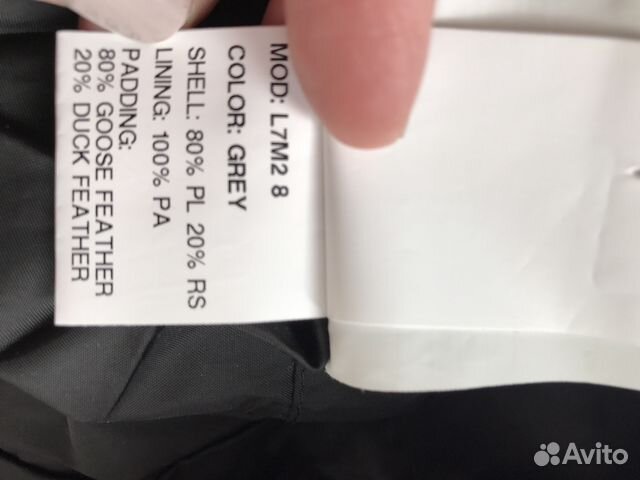 MOD: L7M2 8
COLOR: GREY
SHELL: 80% PL 20% RS
LINING: 100% PA
PADDING:
80% GOOSE FEATHER
20% DUCK FEATHER
Avito